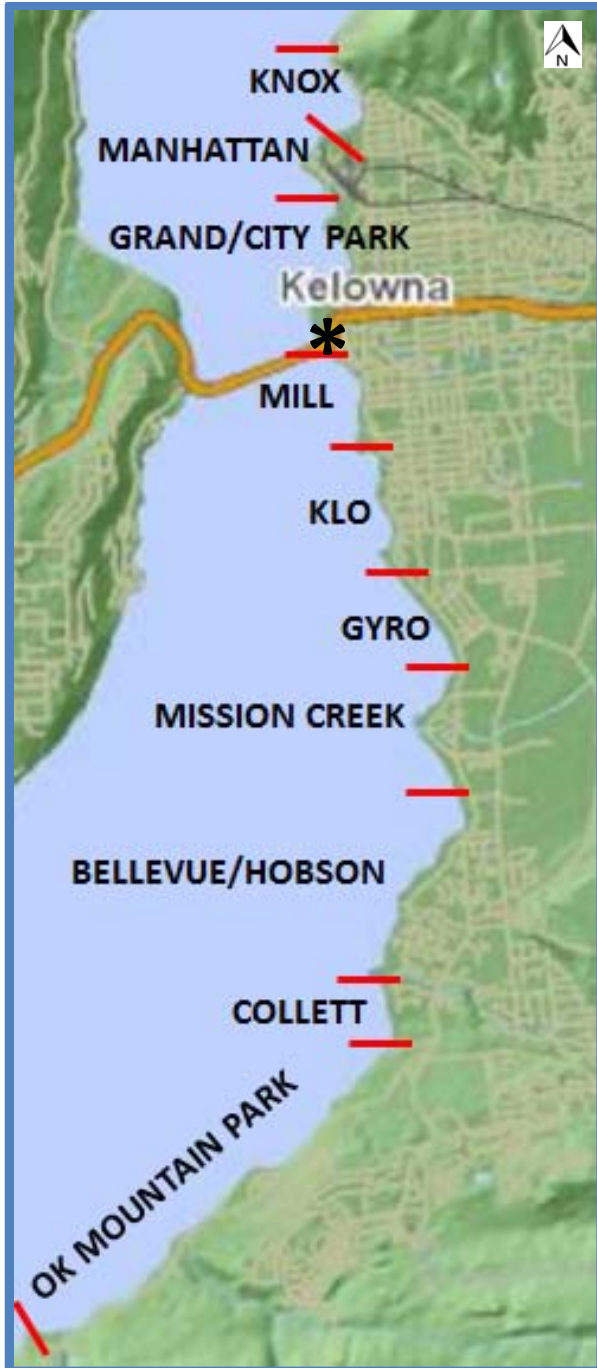 N
KNOX
MANHATTAN
GRAND/CITY PARK
Kelowna
*
MILL
KLO
GYRO
MISSION CREEK
BELLEVUE/HOBSON
COLLETT
OK MOUNTAIN PARK